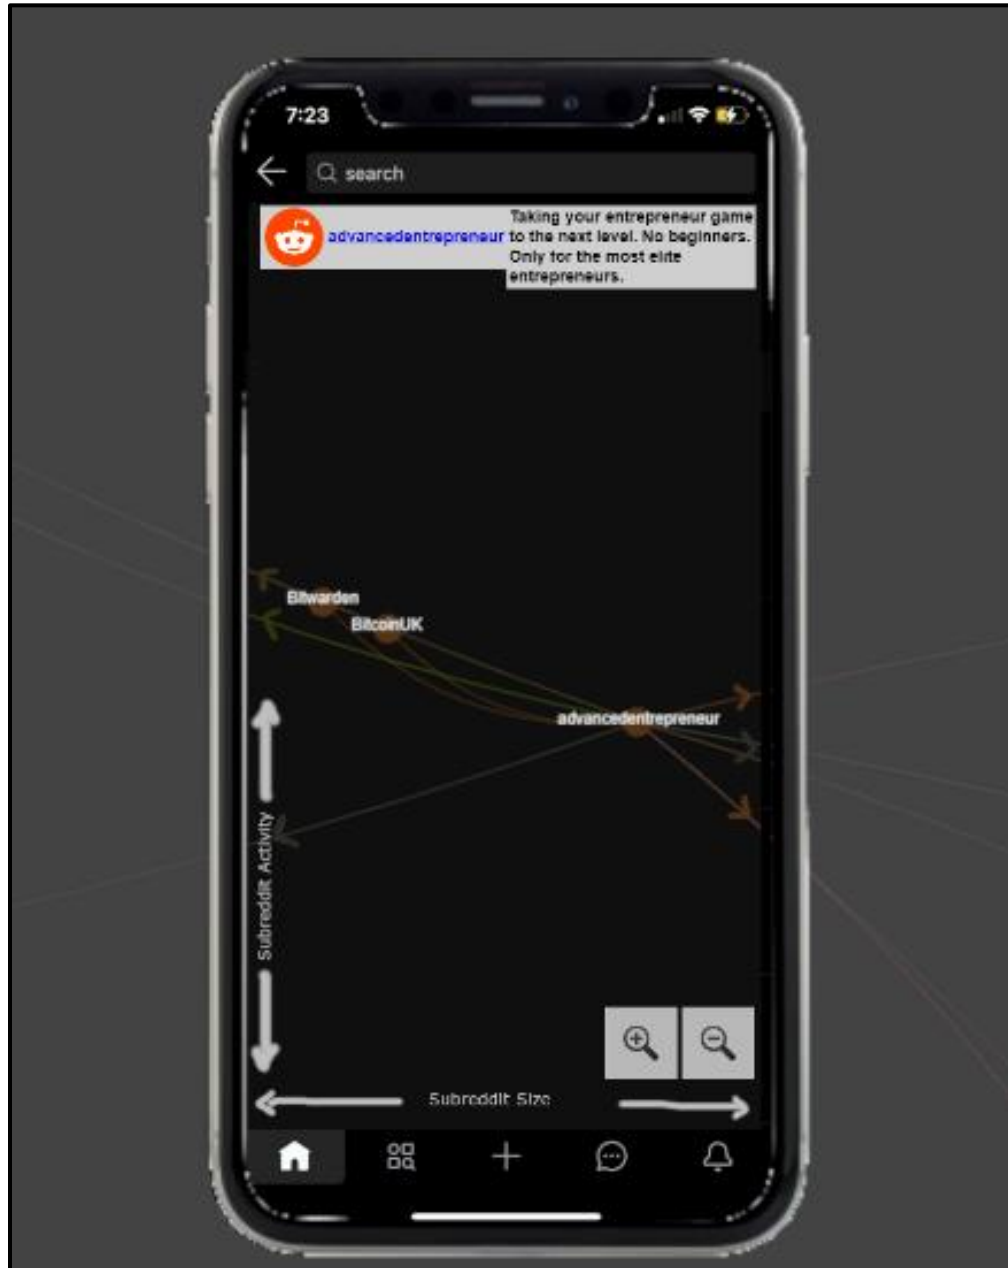 7:23
search
advancedentrepreneur
Taking your entrepreneur game
to the next level. No beginners.
Only for the most elite
entrepreneurs.
Bitwarden
BitcoinUK
advancedentrepreneur
Subreddit Activity
Subreddit Size